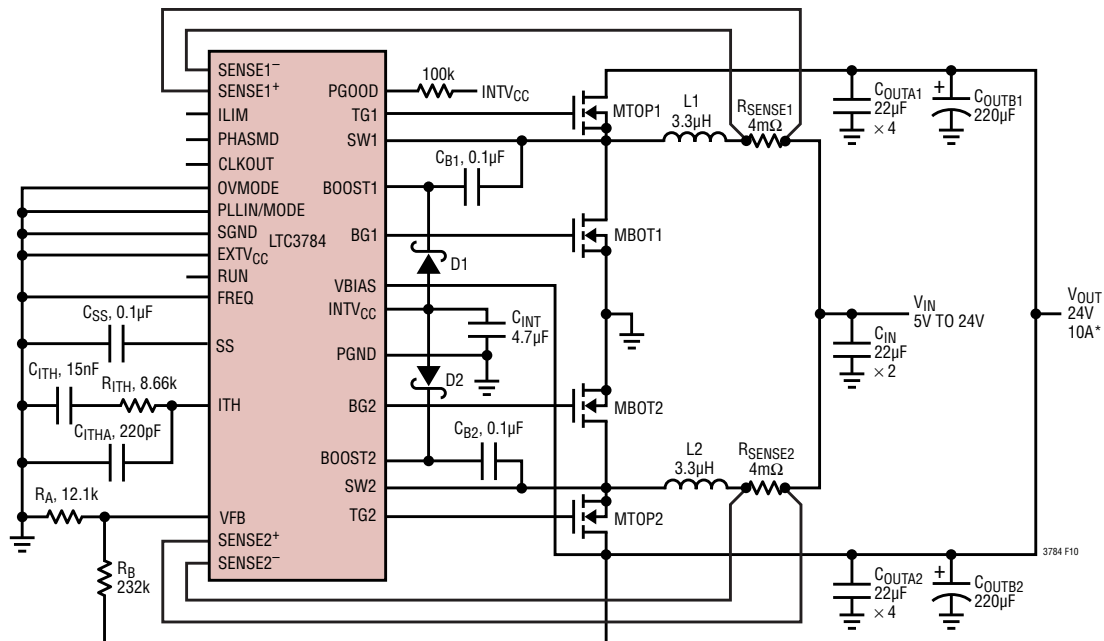 SENSE1–
SENSE1+
ILIM
PHASMD
CLKOUT
OVMODE
PLLIN/MODE
SGND
EXTVCC
RUN
FREQ
SS
ITH
VFB
SENSE2+
SENSE2–
LTC3784
PGOOD
TG1
SW1
BOOST1
BG1
VBIAS
INTVCC
PGND
BG2
BOOST2
SW2
TG2
100k
INTVCC
CB1, 0.1µF
D1
CINT
4.7µF
D2
CB2, 0.1µF
CSS, 0.1µF
CITH, 15nF
RITH, 8.66k
CITHA, 220pF
RA, 12.1k
RB
232k
MTOP1
MBOT1
MBOT2
MTOP2
L1
3.3µH
RSENSE1
4mΩ
L2
3.3µH
RSENSE2
4mΩ
COUTA1
22µF
× 4
+
COUTB1
220µF
VIN
5V TO 24V
CIN
22µF
× 2
VOUT
24V
10A*
COUTA2
22µF
× 4
+
COUTB2
220µF
3784 F10